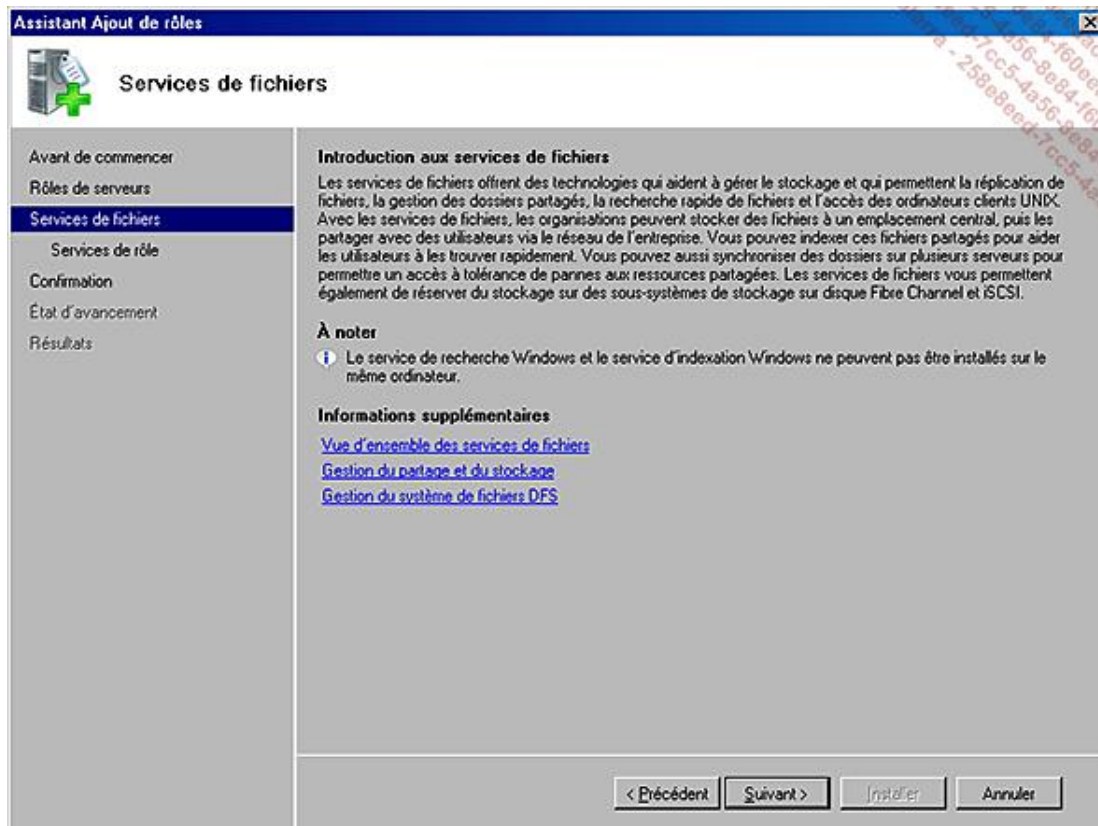 Assistant Ajout de rôles
Services de fichiers
Avant de commencer
Rôles de serveurs
Services de fichiers
Services de rôle
Confirmation
État d'avancement
Résultats
Introduction aux services de fichiers
Les services de fichiers offrent des technologies qui aident à gérer le stockage et qui permettent la réplication de
fichiers, la gestion des dossiers partagés, la recherche rapide de fichiers et l'accès des ordinateurs clients UNIX.
Avec les services de fichiers, les organisations peuvent stocker des fichiers à un emplacement central, puis les
partager avec des utilisateurs via le réseau de l'entreprise. Vous pouvez indexer ces fichiers partagés pour aider
les utilisateurs à les trouver rapidement. Vous pouvez aussi synchroniser des dossiers sur plusieurs serveurs pour
permettre un accès à tolérance de pannes aux ressources partagées. Les services de fichiers vous permettent
également de réserver du stockage sur des sous-systèmes de stockage sur disque Fibre Channel et iSCSI.
À noter
Le service de recherche Windows et le service d'indexation Windows ne peuvent pas être installés sur le
même ordinateur.
Informations supplémentaires
Vue d'ensemble des services de fichiers
Gestion du partage et du stockage
Gestion du système de fichiers DFS
< Précédent
Suivant >
Installer
Annuler